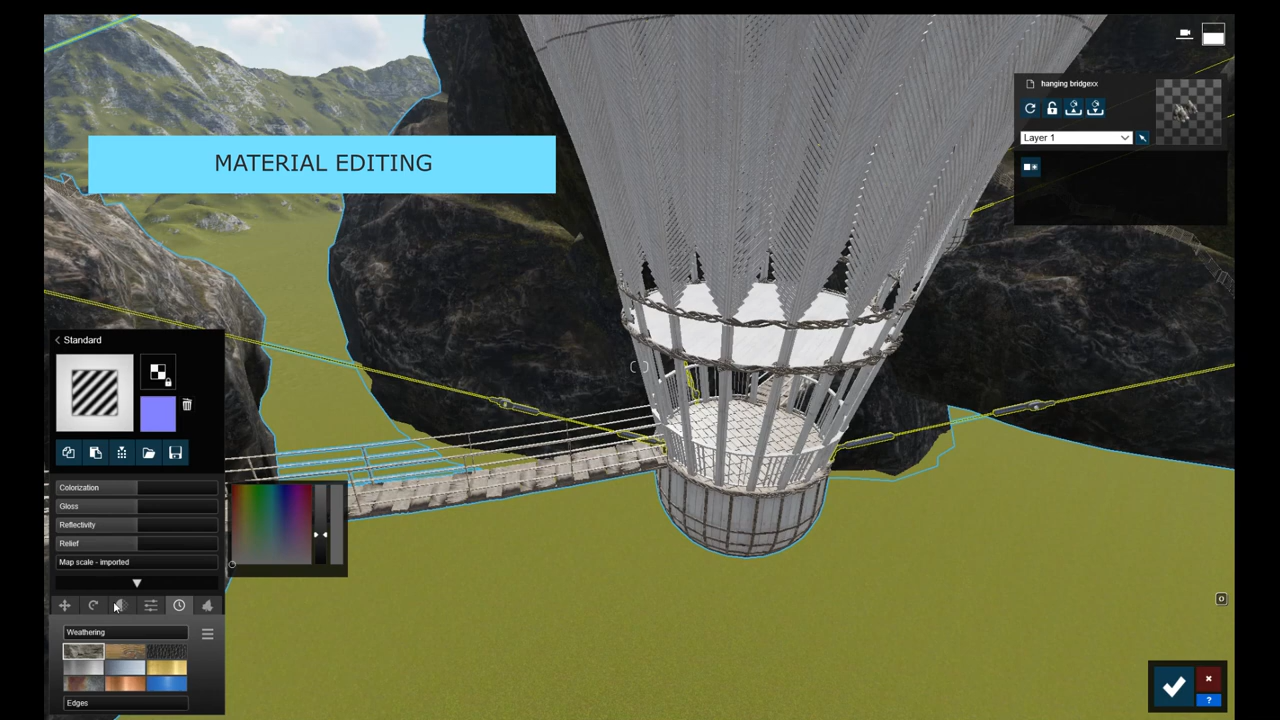 hanging bridgexx
Layer 1
MATERIAL EDITING
Standard
Colorization
Gloss
Reflectivity
Relief
Map scale - imported
Weathering
Edges
?